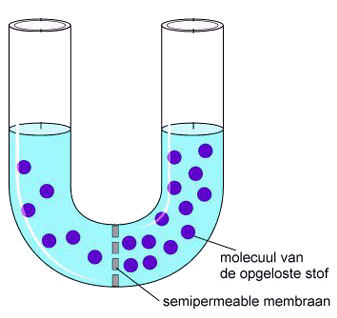 molecuul van
de opgeloste stof
semipermeable membraan